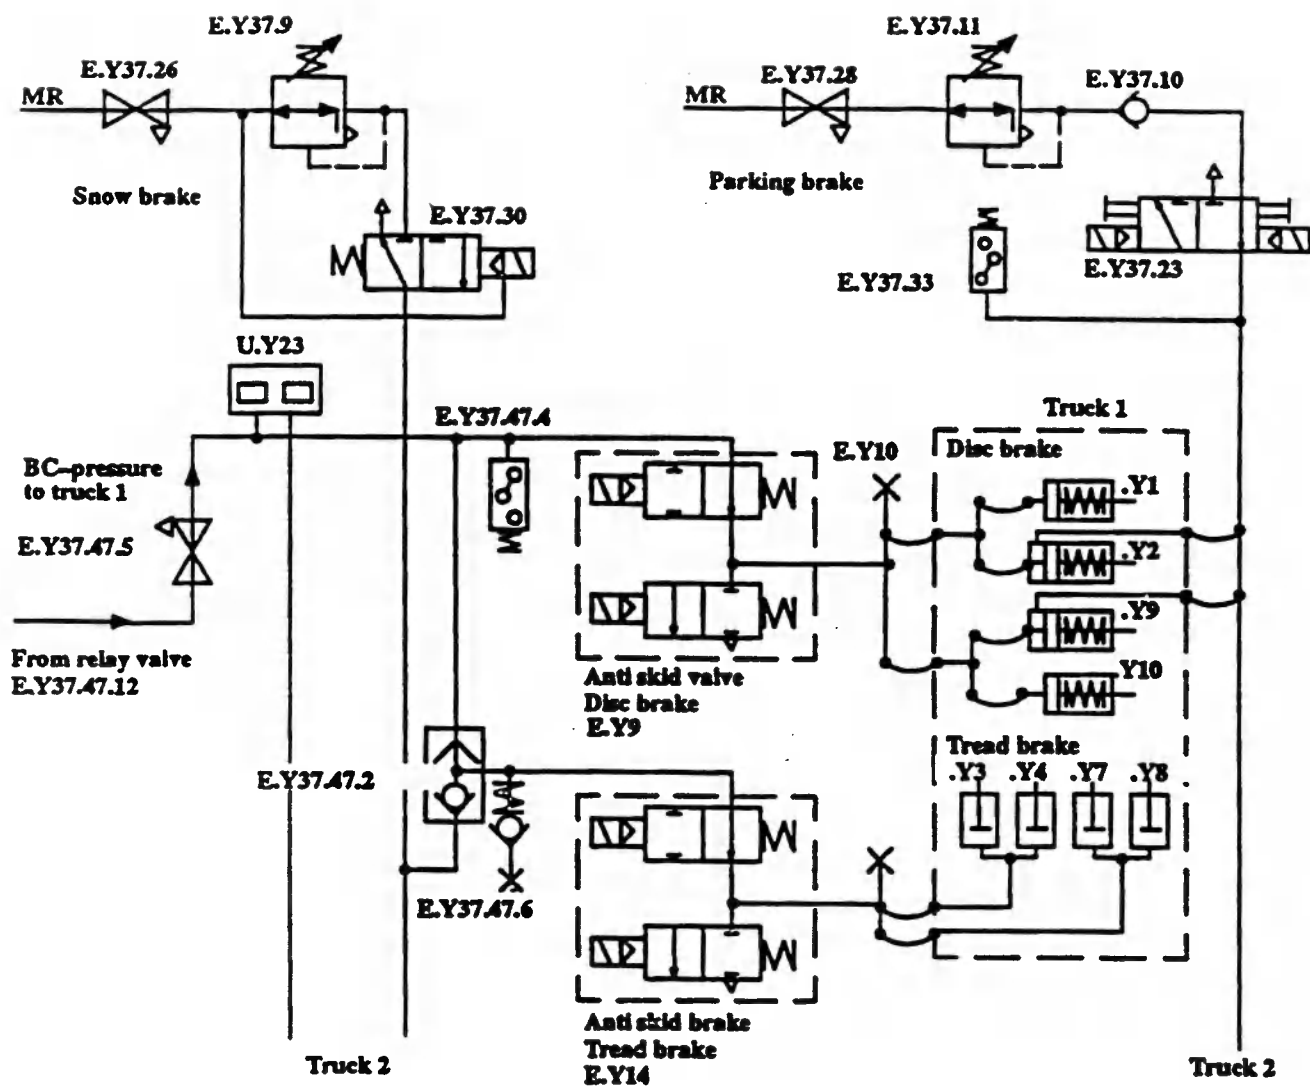 E.Y37.9
E.Y37.11
E.Y37.26
E.Y37.28
E.Y37.10
MR
MR
Snow brake
Parking brake
E.Y37.30
E.Y37.33
E.Y37.23
U.Y23
E.Y37.47.4
Truck 1
E.Y10
Disc brake
BC-pressure
to truck 1
.Y1
E.Y37.47.5
.Y2
.Y9
From relay valve
E.Y37.47.12
Anti skid valve
Disc brake
E.Y9
Y10
Tread brake
E.Y37.47.2
.Y3 .Y4 .Y7 .Y8
E.Y37.47.6
Anti skid brake
Tread brake
E.Y14
Truck 2
Truck 2